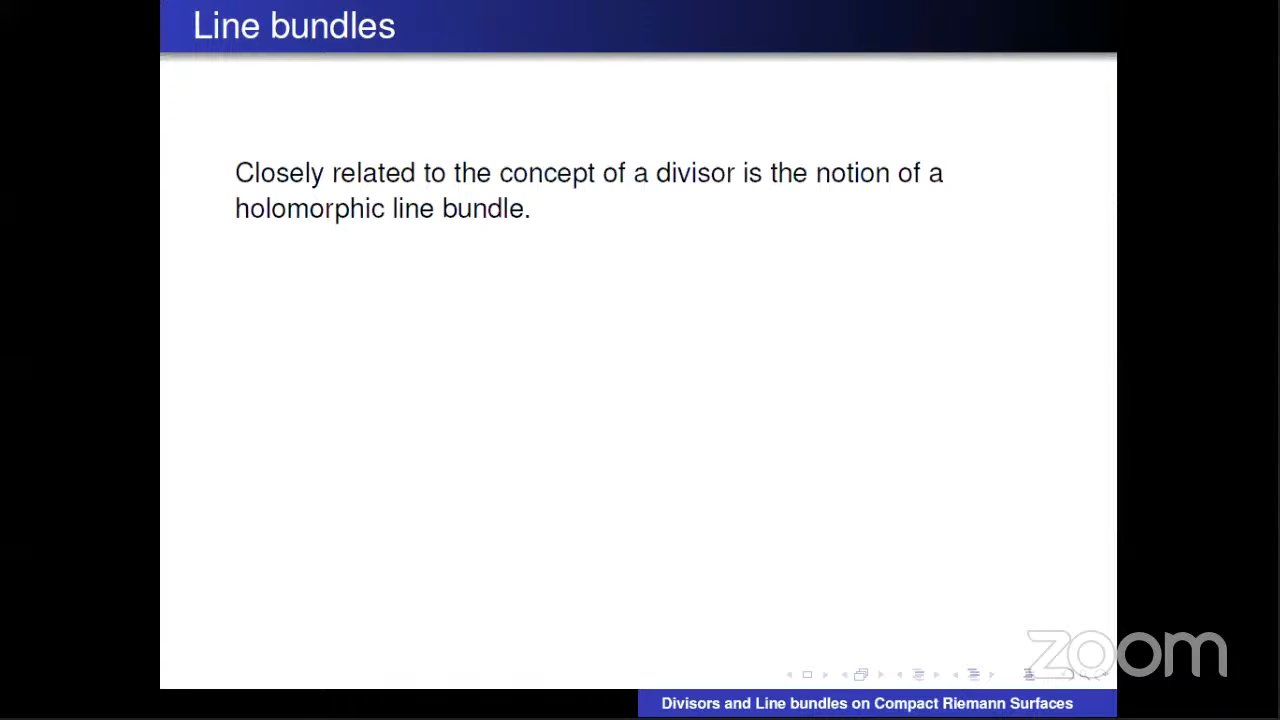 Line bundles
Closely related to the concept of a divisor is the notion of a
holomorphic line bundle.
zoom
Divisors and Line bundles on Compact Riemann Surfaces